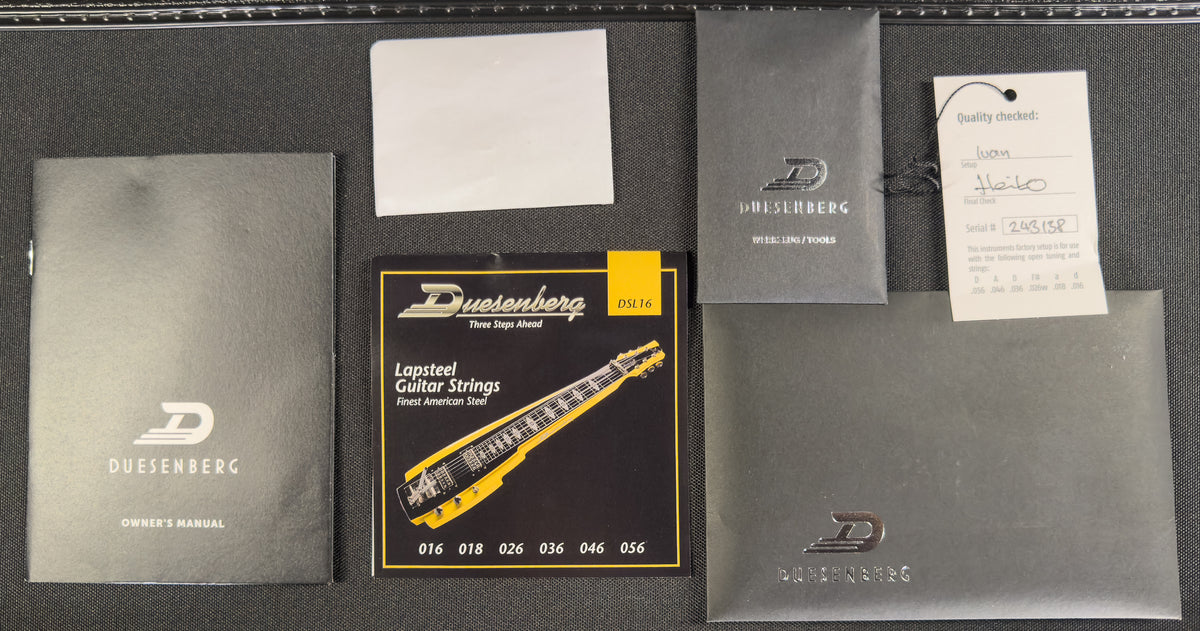 DUESENBERG
OWNER'S MANUAL
Duesenberg
Three Steps Ahead
DSL16
Lapsteel
Guitar Strings
Finest American Steel
016 018 026 036 046 056
DUESENBERG
WERKZEUG / TOOLS
Quality checked:
Ivan
Setup
Heiko
Final Check
Serial # 243138
This instruments factory setup is for use
with the following open tuning and
strings:
D A D F# a d
.056 .046 .036 .026w .018 .016
DUESENBERG